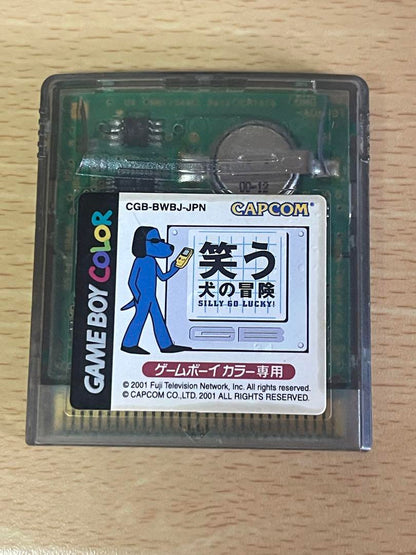 CGB-BWBJ-JPN
CAPCOM
GAME BOY COLOR
笑う
犬の冒険
SILLY GO LUCKY!
GB
ゲームボーイカラー専用
© 2001 Fuji Television Network, Inc. All rights reserved.
© CAPCOM CO.,LTD. 2001 ALL RIGHTS RESERVED.